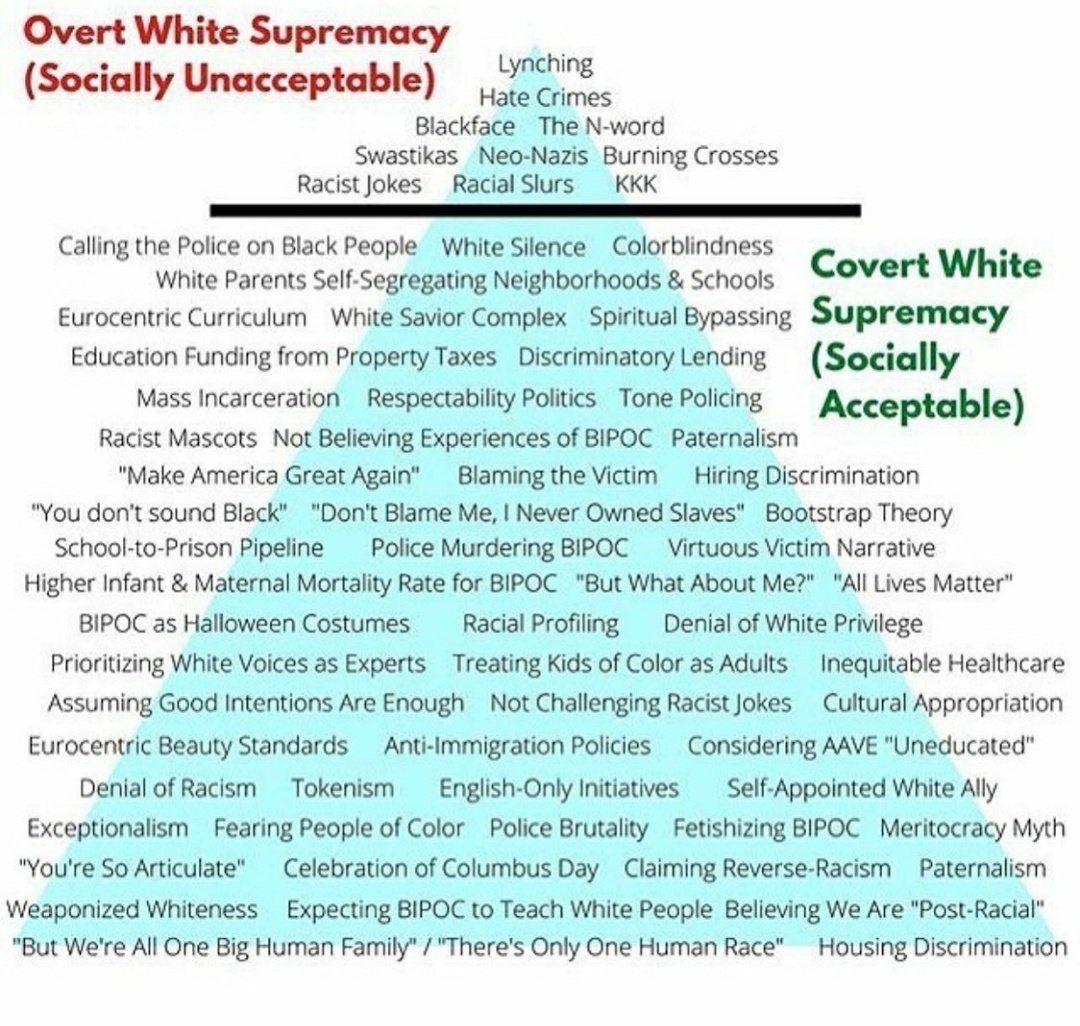 Overt White Supremacy
(Socially Unacceptable)
Lynching
Hate Crimes
Blackface The N-word
Swastikas Neo-Nazis Burning Crosses
Racist Jokes Racial Slurs KKK
Calling the Police on Black People White Silence Colorblindness
White Parents Self-Segregating Neighborhoods & Schools
Covert White
Supremacy
(Socially
Acceptable)
Eurocentric Curriculum White Savior Complex Spiritual Bypassing
Education Funding from Property Taxes Discriminatory Lending
Mass Incarceration Respectability Politics Tone Policing
Racist Mascots Not Believing Experiences of BIPOC Paternalism
"Make America Great Again" Blaming the Victim Hiring Discrimination
"You don't sound Black" "Don't Blame Me, I Never Owned Slaves" Bootstrap Theory
School-to-Prison Pipeline Police Murdering BIPOC Virtuous Victim Narrative
Higher Infant & Maternal Mortality Rate for BIPOC "But What About Me?" "All Lives Matter"
BIPOC as Halloween Costumes Racial Profiling Denial of White Privilege
Prioritizing White Voices as Experts Treating Kids of Color as Adults Inequitable Healthcare
Assuming Good Intentions Are Enough Not Challenging Racist Jokes Cultural Appropriation
Eurocentric Beauty Standards Anti-Immigration Policies Considering AAVE "Uneducated"
Denial of Racism Tokenism English-Only Initiatives Self-Appointed White Ally
Exceptionalism Fearing People of Color Police Brutality Fetishizing BIPOC Meritocracy Myth
"You're So Articulate" Celebration of Columbus Day Claiming Reverse-Racism Paternalism
Weaponized Whiteness Expecting BIPOC to Teach White People Believing We Are "Post-Racial"
"But We're All One Big Human Family" / "There's Only One Human Race" Housing Discrimination